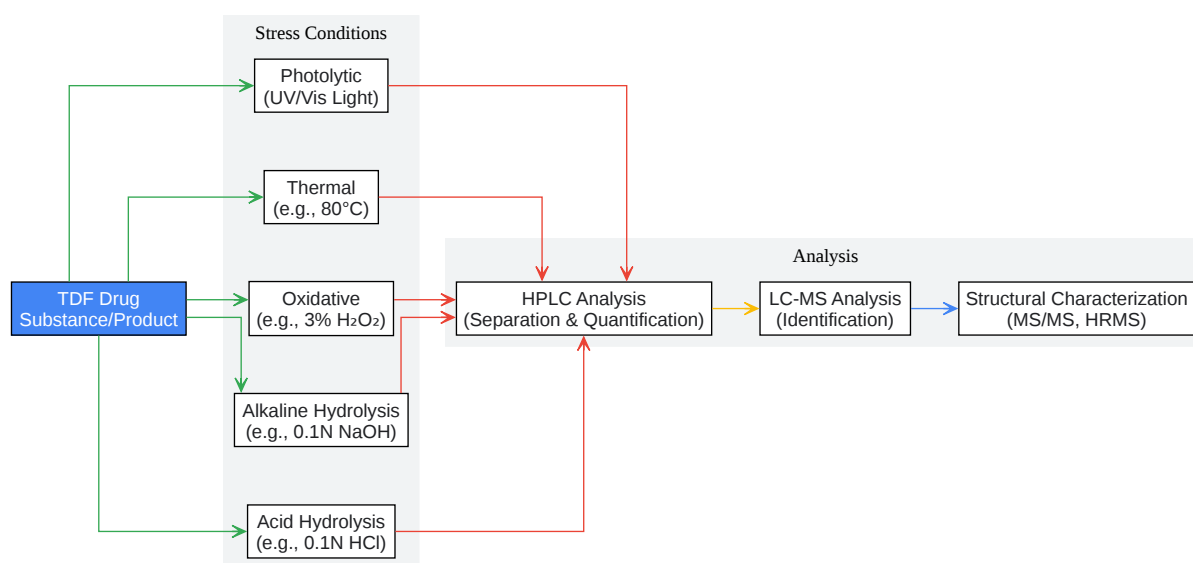 Stress Conditions
Photolytic
(UV/Vis Light)
Thermal
(e.g., 80°C)
Analysis
TDF Drug
Substance/Product
Oxidative
(e.g., 3% H₂O₂)
HPLC Analysis
(Separation & Quantification)
LC-MS Analysis
(Identification)
Structural Characterization
(MS/MS, HRMS)
Alkaline Hydrolysis
(e.g., 0.1N NaOH)
Acid Hydrolysis
(e.g., 0.1N HCl)